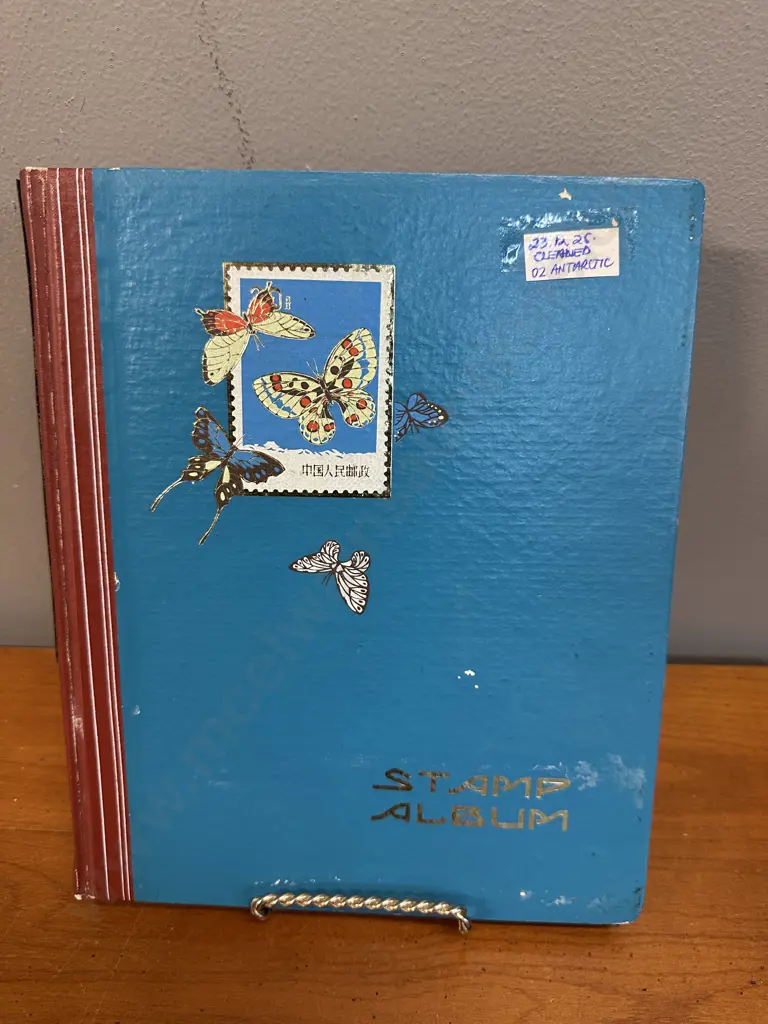 23.12.25.
CLEANED
02 ANTARCTIC
中国人民邮政
STAMP
ALBUM